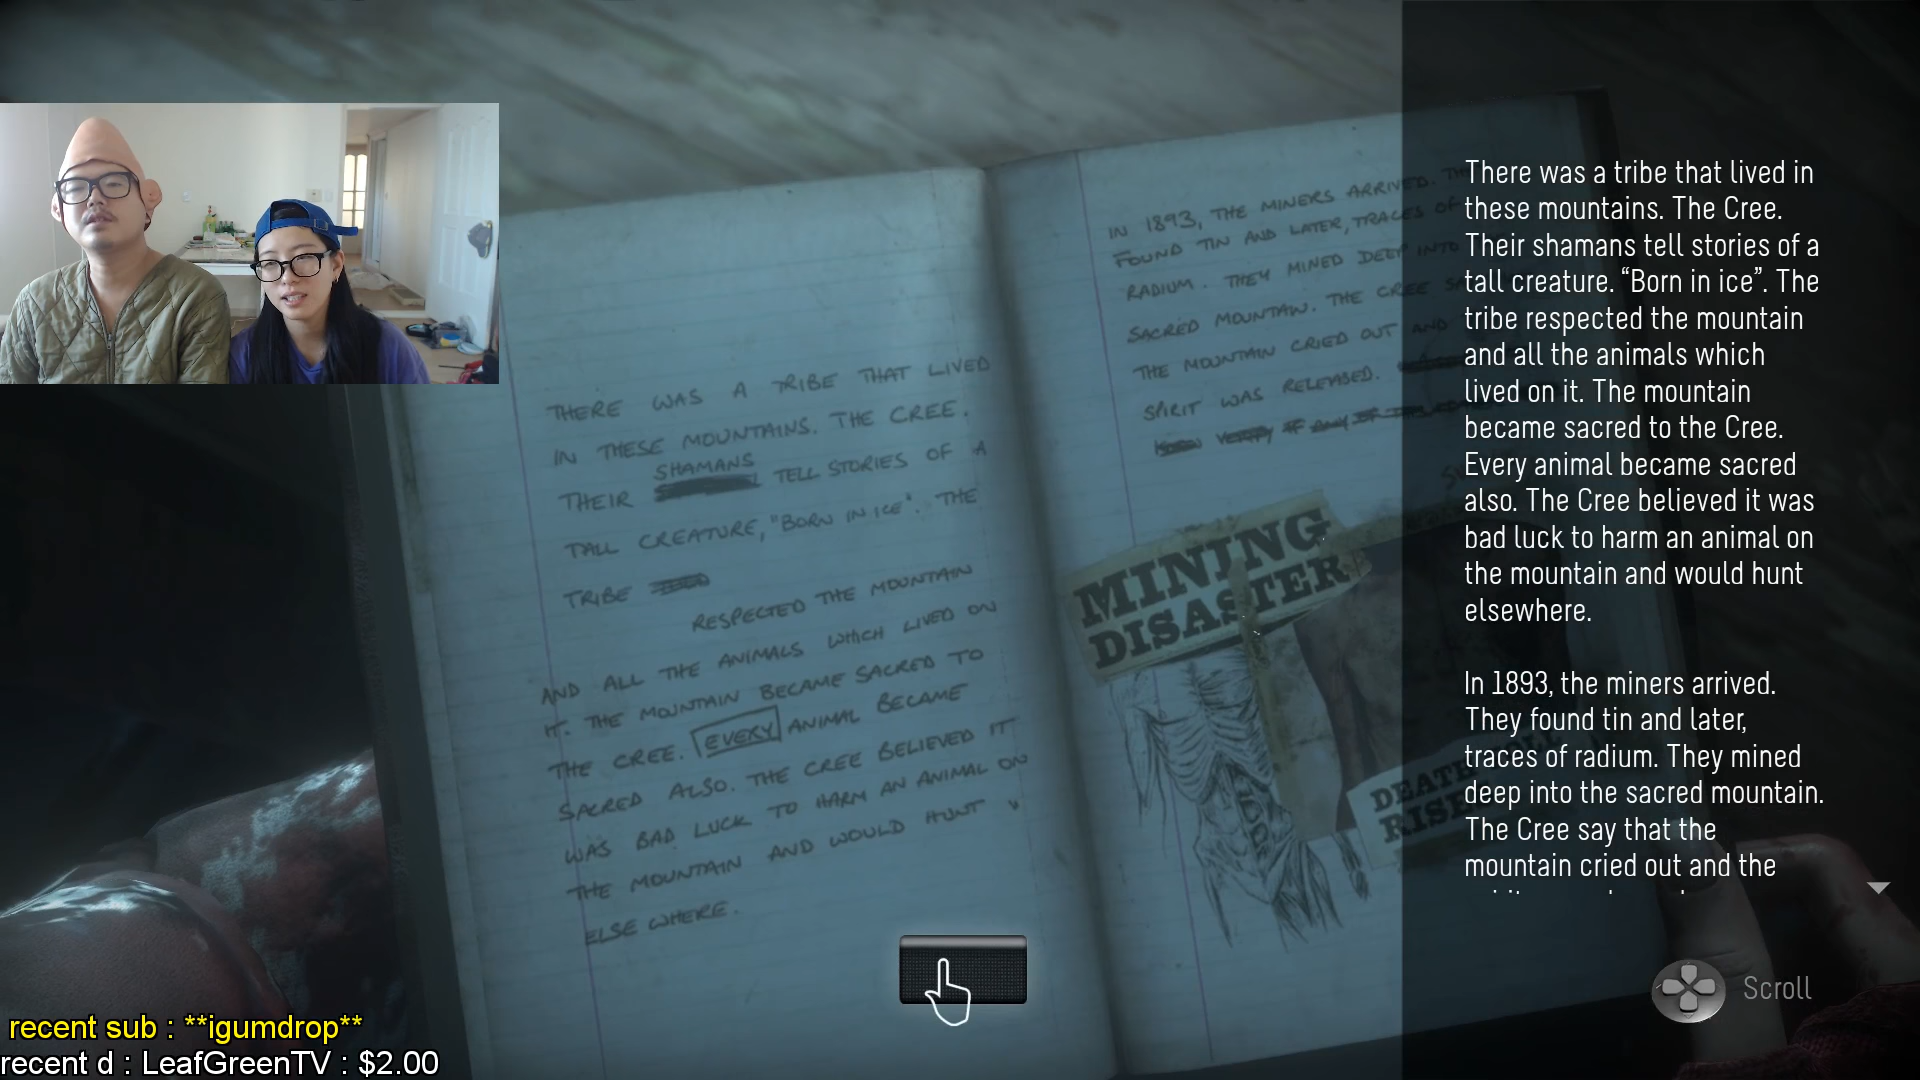 THERE WAS A TRIBE THAT LIVED
IN THESE MOUNTAINS. THE CREE.
SHAMANS
THEIR TELL STORIES OF A
TALL CREATURE, "BORN IN ICE". THE
TRIBE
RESPECTED THE MOUNTAIN
AND ALL THE ANIMALS WHICH LIVED ON
IT. THE MOUNTAIN BECAME SACRED TO
THE CREE. EVERY ANIMAL BECAME
SACRED ALSO. THE CREE BELIEVED IT
WAS BAD LUCK TO HARM AN ANIMAL ON
THE MOUNTAIN AND WOULD HUNT
ELSE WHERE.
IN 1893, THE MINERS ARRIVED.
FOUND TIN AND LATER, TRACES OF
RADIUM. THEY MINED DEEP INTO
SACRED MOUNTAIN. THE CREE
THE MOUNTAIN CRIED OUT AND
SPIRIT WAS RELEASED.
MINING
DISASTER
DEATH
RISE
There was a tribe that lived in
these mountains. The Cree.
Their shamans tell stories of a
tall creature. “Born in ice”. The
tribe respected the mountain
and all the animals which
lived on it. The mountain
became sacred to the Cree.
Every animal became sacred
also. The Cree believed it was
bad luck to harm an animal on
the mountain and would hunt
elsewhere.
In 1893, the miners arrived.
They found tin and later,
traces of radium. They mined
deep into the sacred mountain.
The Cree say that the
mountain cried out and the
Scroll
recent sub : **igumdrop**
recent d : LeafGreenTV : $2.00